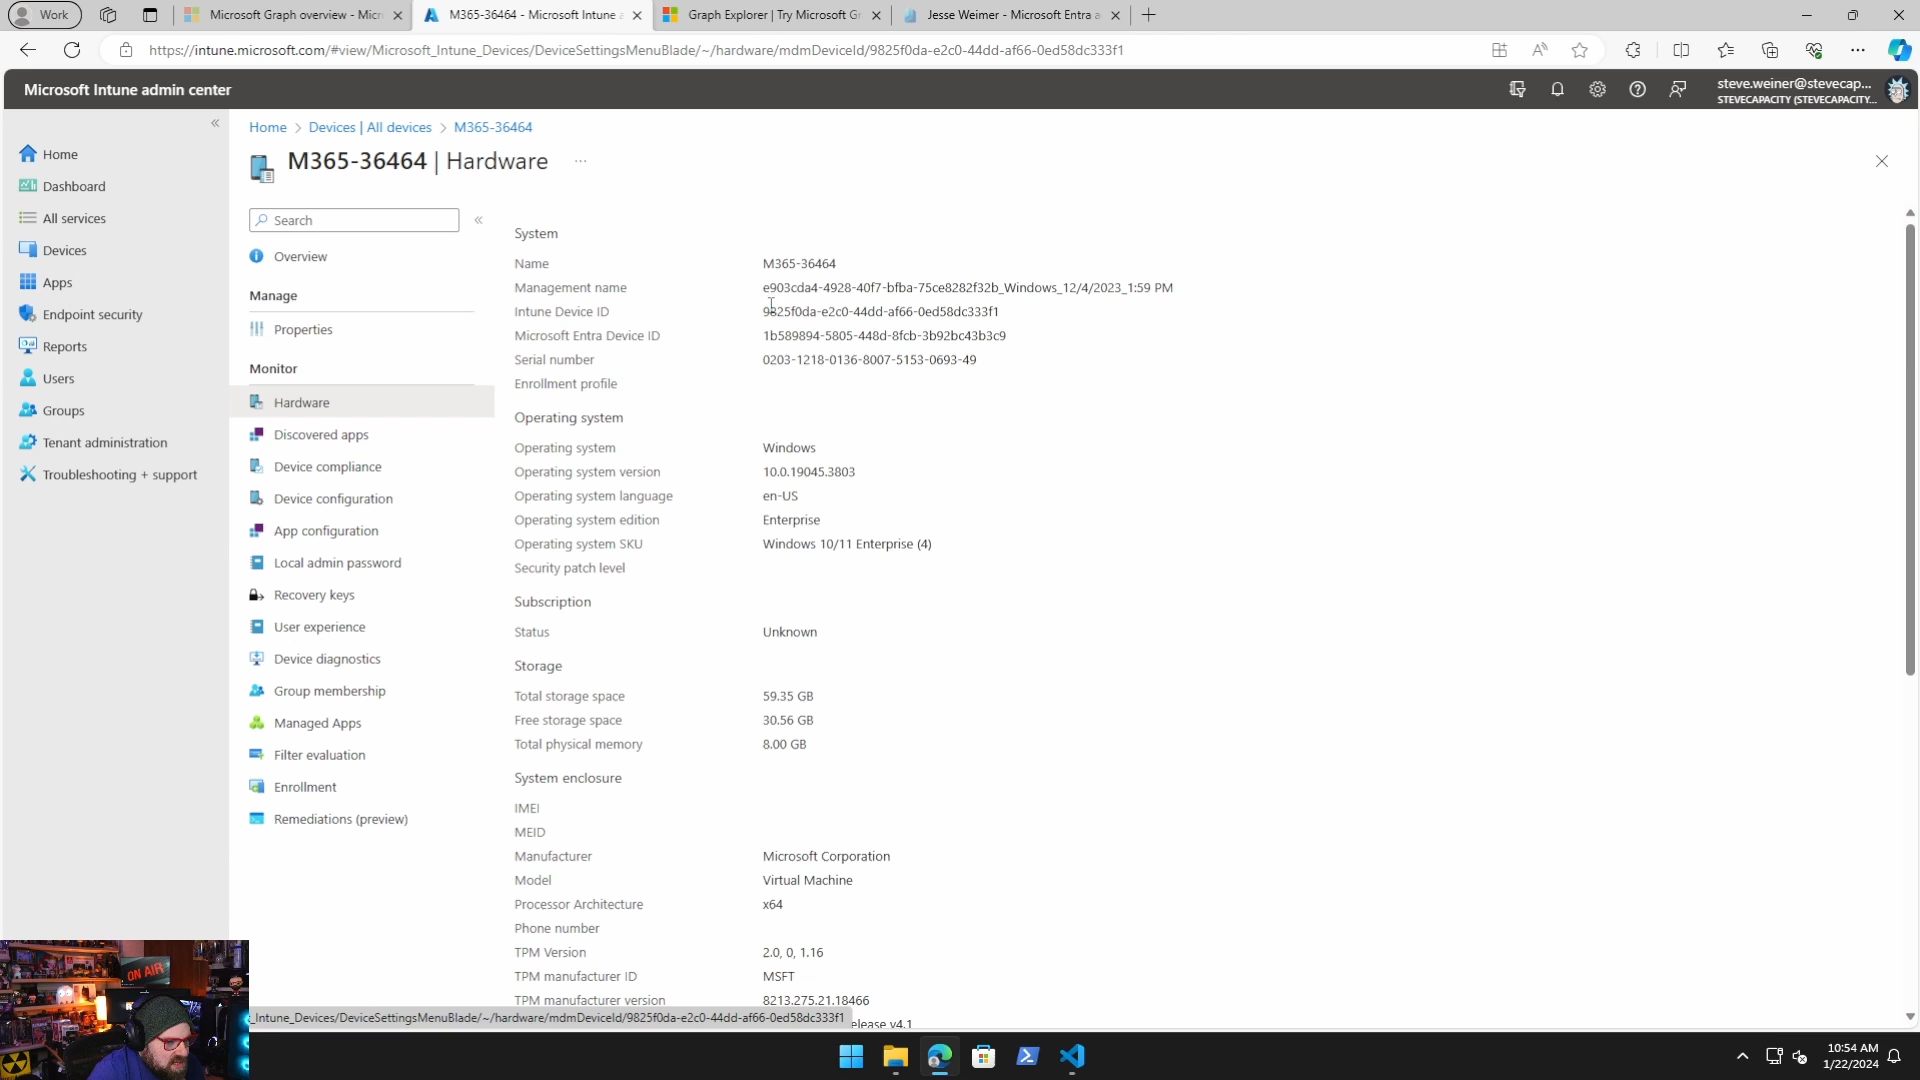 Work
Microsoft Graph overview - Micr
M365-36464 - Microsoft Intune a
Graph Explorer | Try Microsoft Gr
Jesse Weimer - Microsoft Entra a
https://intune.microsoft.com/#view/Microsoft_Intune_Devices/DeviceSettingsMenuBlade/~/hardware/mdmDeviceId/9825f0da-e2c0-44dd-af66-0ed58dc333f1
Microsoft Intune admin center
steve.weiner@stevecap...
STEVECAPACITY (STEVECAPACITY....
Home
Dashboard
All services
Devices
Apps
Endpoint security
Reports
Users
Groups
Tenant administration
Troubleshooting + support
Home > Devices | All devices > M365-36464
M365-36464 | Hardware ...
Search
Overview
Manage
Properties
Monitor
Hardware
Discovered apps
Device compliance
Device configuration
App configuration
Local admin password
Recovery keys
User experience
Device diagnostics
Group membership
Managed Apps
Filter evaluation
Enrollment
Remediations (preview)
System
Name M365-36464
Management name e903cda4-4928-40f7-bfba-75ce8282f32b_Windows_12/4/2023_1:59 PM
Intune Device ID 9825f0da-e2c0-44dd-af66-0ed58dc333f1
Microsoft Entra Device ID 1b589894-5805-448d-8fcb-3b92bc43b3c9
Serial number 0203-1218-0136-8007-5153-0693-49
Enrollment profile
Operating system
Operating system Windows
Operating system version 10.0.19045.3803
Operating system language en-US
Operating system edition Enterprise
Operating system SKU Windows 10/11 Enterprise (4)
Security patch level
Subscription
Status Unknown
Storage
Total storage space 59.35 GB
Free storage space 30.56 GB
Total physical memory 8.00 GB
System enclosure
IMEI
MEID
Manufacturer Microsoft Corporation
Model Virtual Machine
Processor Architecture x64
Phone number
TPM Version 2.0, 0, 1.16
TPM manufacturer ID MSFT
TPM manufacturer version 8213.275.21.18466
elease v4.1
_Intune_Devices/DeviceSettingsMenuBlade/~/hardware/mdmDeviceId/9825f0da-e2c0-44dd-af66-0ed58dc333f1
ON AIR
10:54 AM
1/22/2024